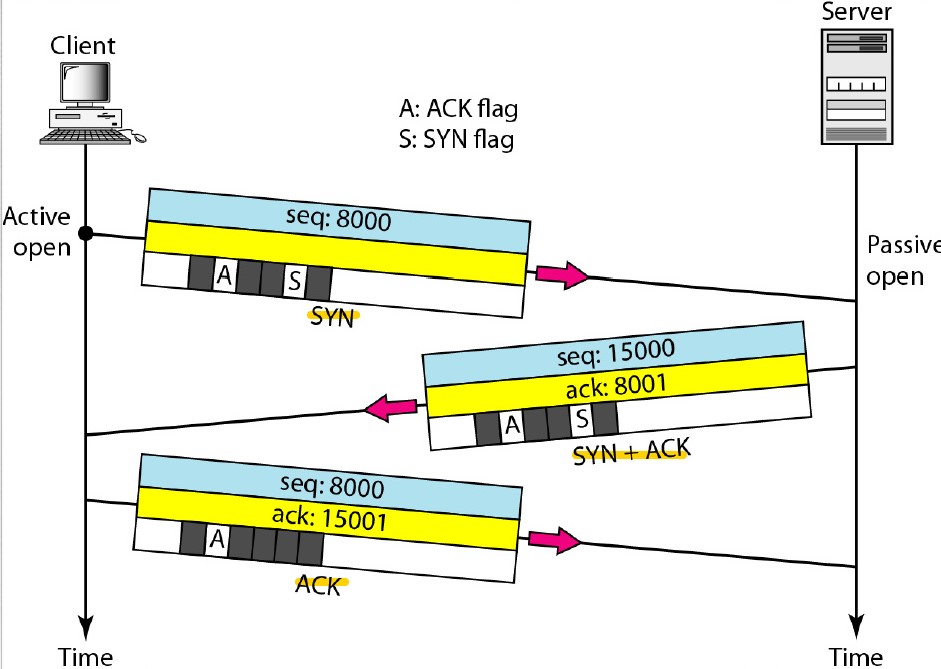 Client
Server
A: ACK flag
S: SYN flag
Active
open
seq: 8000
A S
SYN
Passive
open
seq: 15000
ack: 8001
A S
SYN + ACK
seq: 8000
ack: 15001
A
ACK
Time
Time